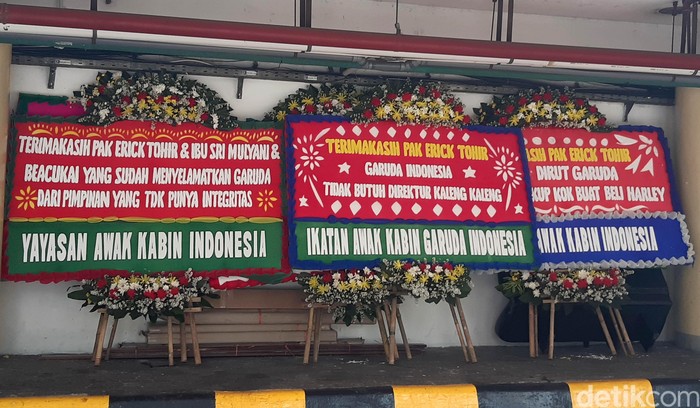 TERIMAKASIH PAK ERICK TOHIR & IBU SRI MULYANI &
BEACUKAI YANG SUDAH MENYELAMATKAN GARUDA
DARI PIMPINAN YANG TDK PUNYA INTEGRITAS
YAYASAN AWAK KABIN INDONESIA
TERIMAKASIH PAK ERICK TOHIR
GARUDA INDONESIA
TIDAK BUTUH DIREKTUR KALENG KALENG
IKATAN AWAK KABIN GARUDA INDONESIA
ASIH PAK ERICK TOHIR
DIRUT GARUDA
KUP KOK BUAT BELI HARLEY
WAK KABIN INDONESIA
detikcom